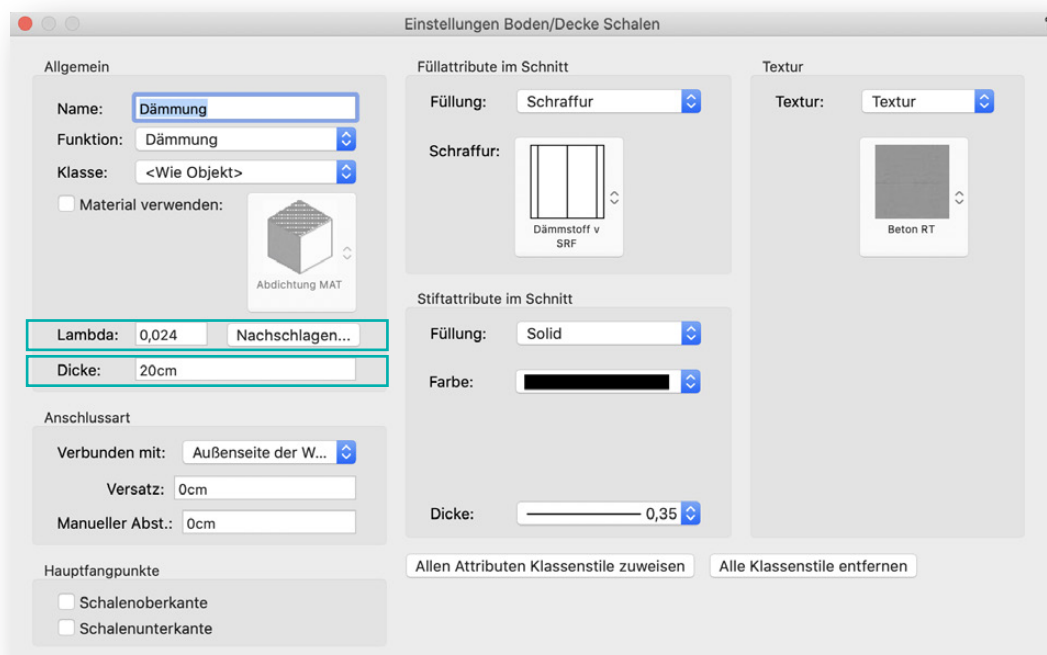 Einstellungen Boden/Decke Schalen
Allgemein
Name: Dämmung
Funktion: Dämmung
Klasse: <Wie Objekt>
Material verwenden:
Abdichtung MAT
Lambda: 0,024 Nachschlagen...
Dicke: 20cm
Anschlussart
Verbunden mit: Außenseite der W...
Versatz: 0cm
Manueller Abst.: 0cm
Hauptfangpunkte
Schalenoberkante
Schalenunterkante
Füllattribute im Schnitt
Füllung: Schraffur
Schraffur:
Dämmstoff v
SRF
Stiftattribute im Schnitt
Füllung: Solid
Farbe:
Dicke: 0,35
Allen Attributen Klassenstile zuweisen Alle Klassenstile entfernen
Textur
Textur: Textur
Beton RT